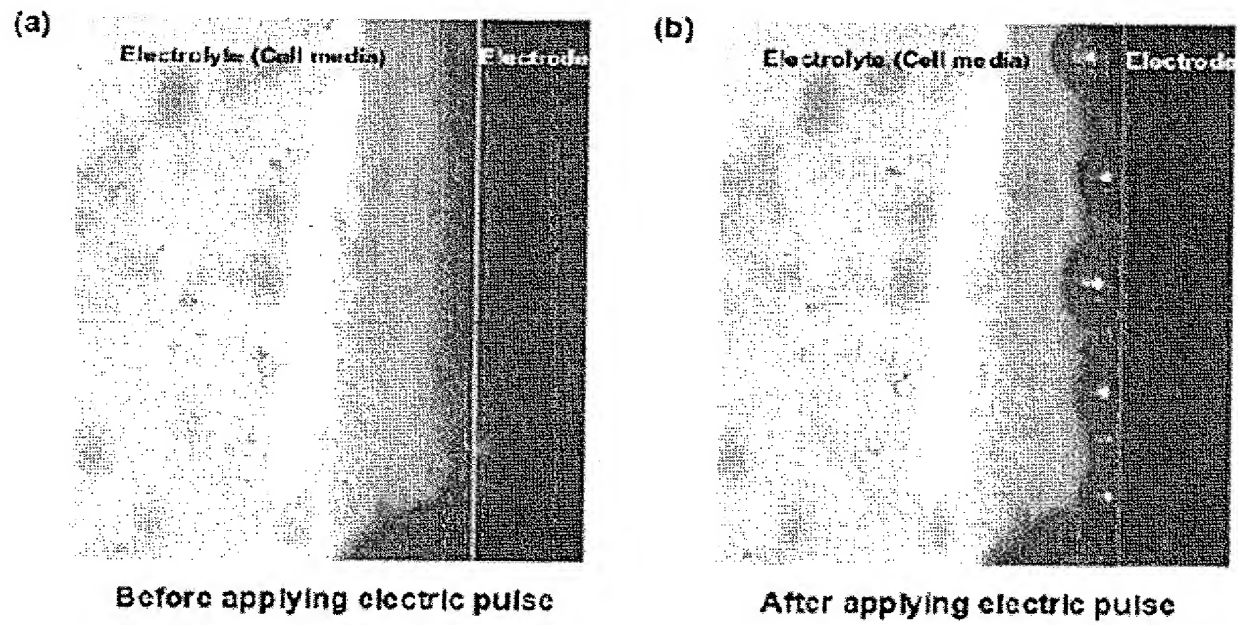 (a)
Electrolyte (Cell media)
Electrode
(b)
Electrolyte (Cell media)
Electrode
Before applying electric pulse
After applying electric pulse